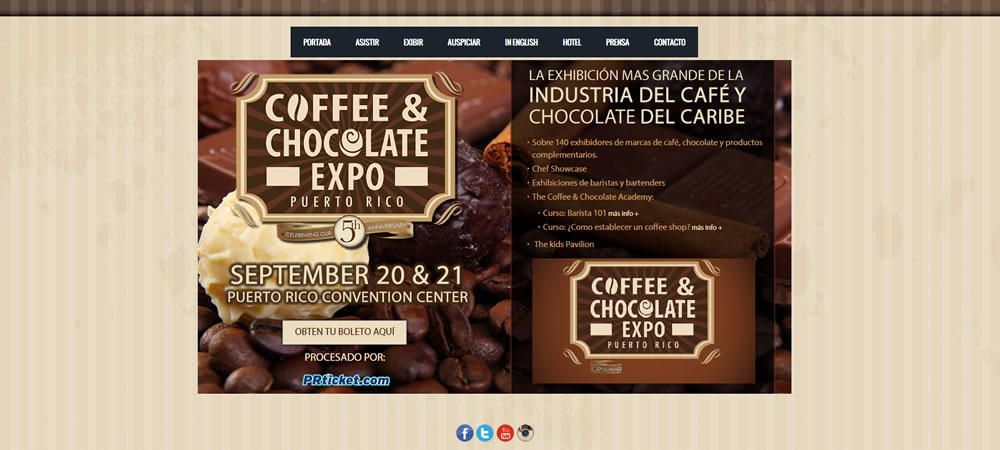 PORTADA ASISTIR EXIBIR AUSPICIAR IN ENGLISH HOTEL PRENSA CONTACTO
COFFEE &
CHOCOLATE
EXPO
PUERTO RICO
CELEBRATING OUR 5th ANNIVERSARY
SEPTEMBER 20 & 21
PUERTO RICO CONVENTION CENTER
OBTEN TU BOLETO AQUÍ
PROCESADO POR:
PRticket.com
LA EXHIBICIÓN MAS GRANDE DE LA
INDUSTRIA DEL CAFÉ Y
CHOCOLATE DEL CARIBE
• Sobre 140 exhibidores de marcas de café, chocolate y productos
complementarios.
• Chef Showcase
• Exhibiciones de baristas y bartenders
• The Coffee & Chocolate Academy:
• Curso: Barista 101 más info +
• Curso: ¿Como establecer un coffee shop? más info +
• The kids Pavilion
COFFEE &
CHOCOLATE
EXPO
PUERTO RICO
f
t
You